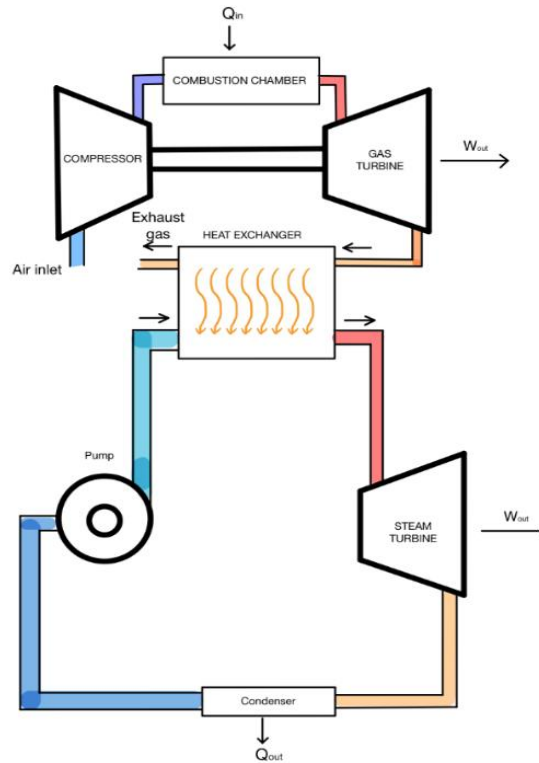 Qin
COMBUSTION CHAMBER
COMPRESSOR
GAS
TURBINE
Wout
Exhaust
gas
HEAT EXCHANGER
Air inlet
Pump
STEAM
TURBINE
Wout
Condenser
Qout